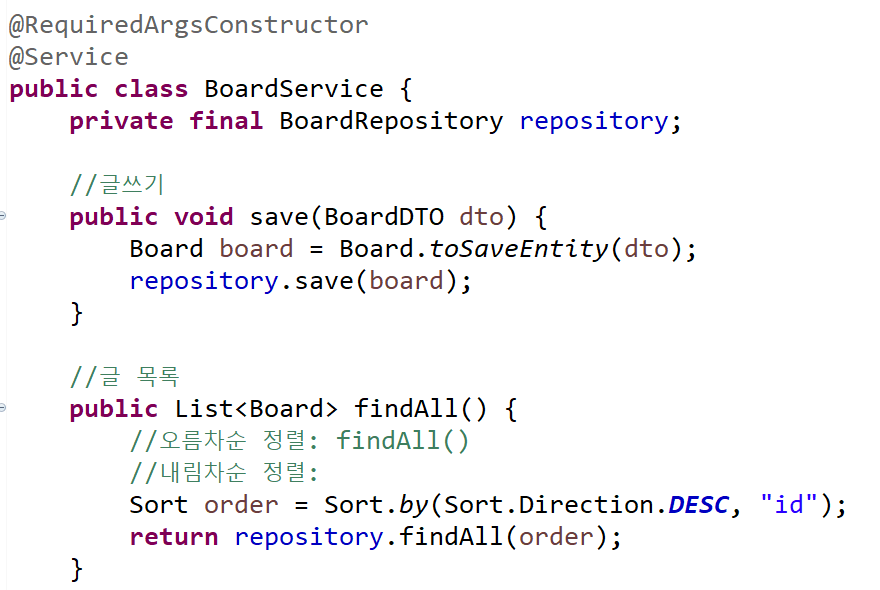 @RequiredArgsConstructor
@Service
public class BoardService {
    private final BoardRepository repository;

    //글쓰기
    public void save(BoardDTO dto) {
        Board board = Board.toSaveEntity(dto);
        repository.save(board);
    }

    //글 목록
    public List<Board> findAll() {
        //오름차순 정렬: findAll()
        //내림차순 정렬:
        Sort order = Sort.by(Sort.Direction.DESC, "id");
        return repository.findAll(order);
    }